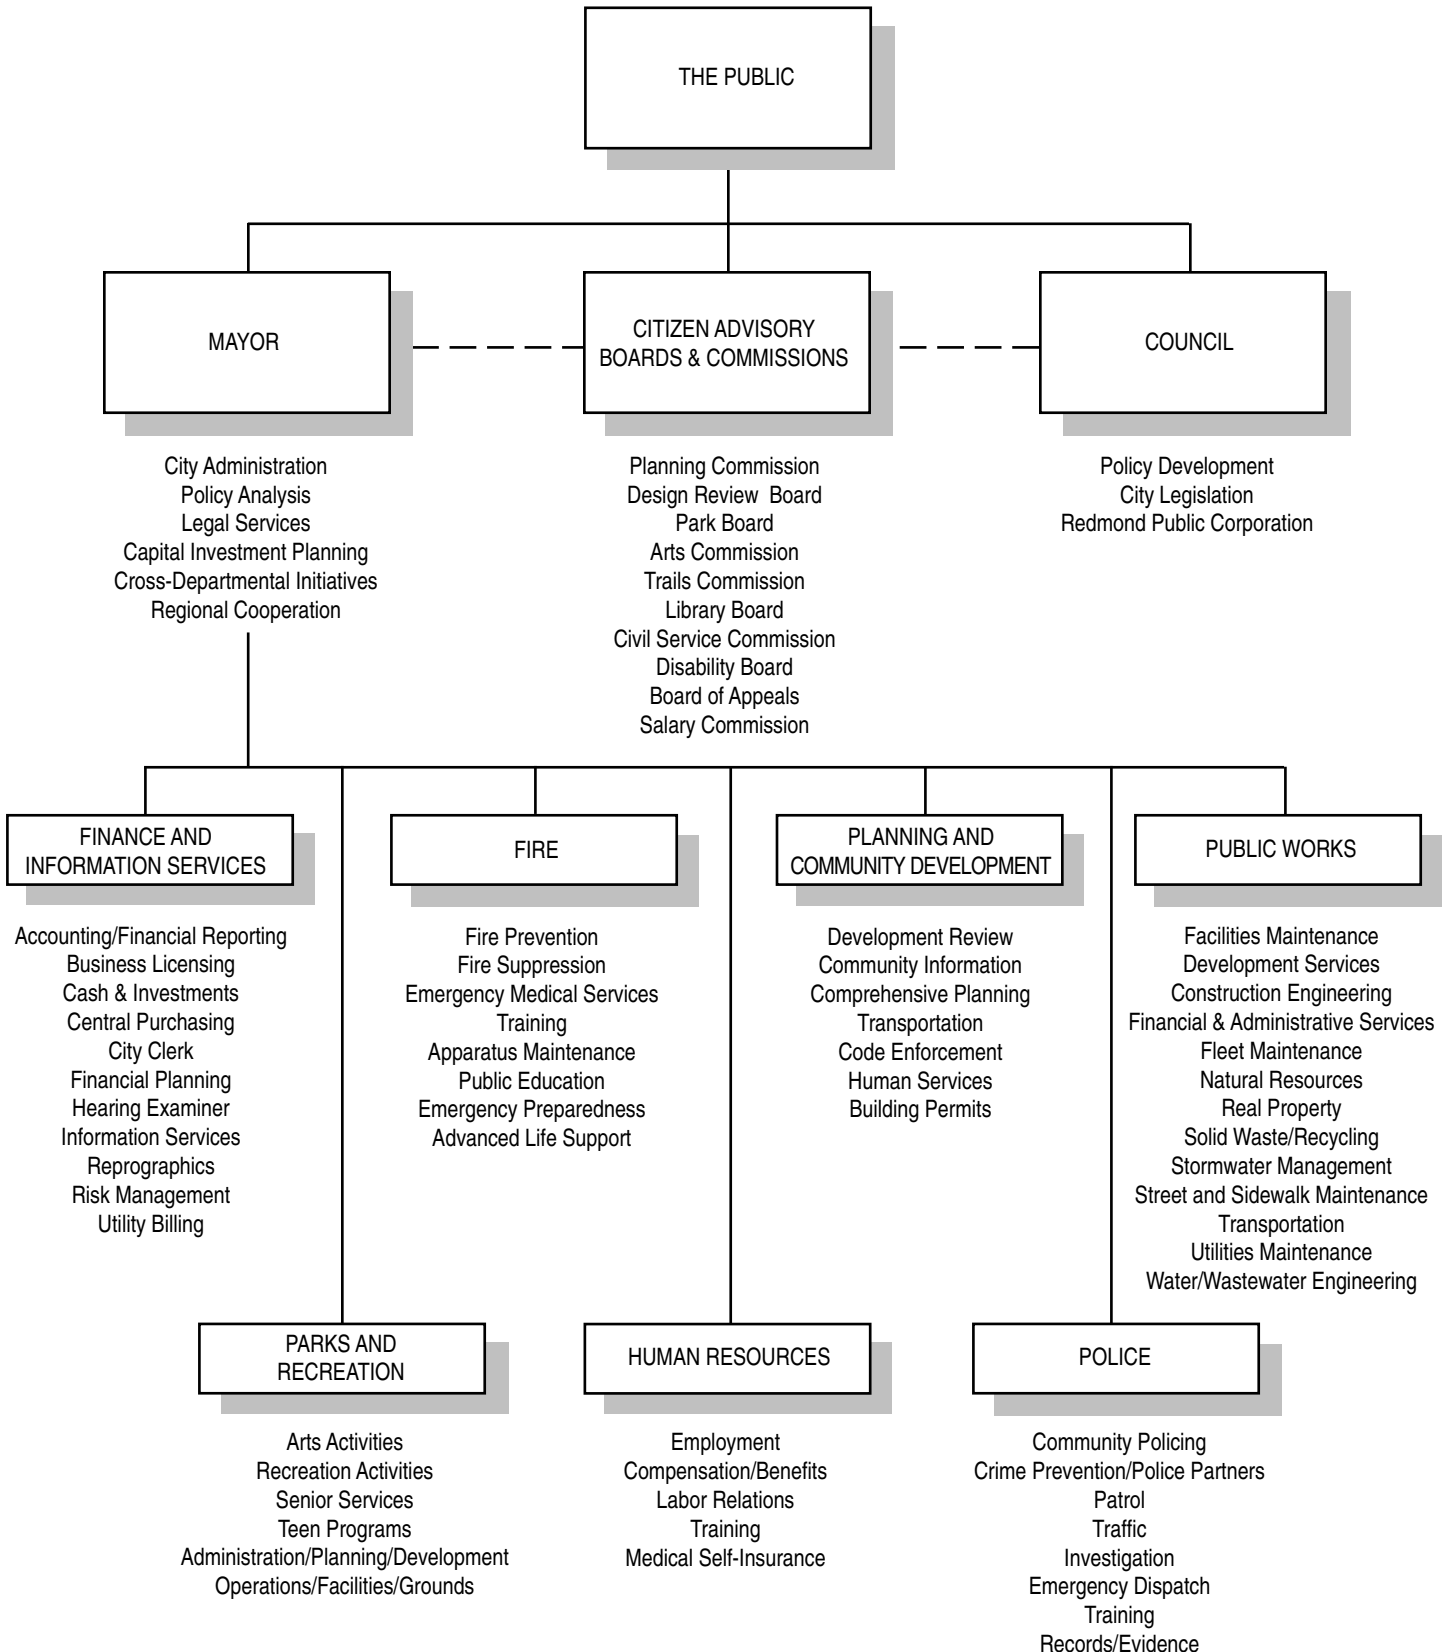 THE PUBLIC
MAYOR
CITIZEN ADVISORY
BOARDS & COMMISSIONS
COUNCIL
City Administration
Policy Analysis
Legal Services
Capital Investment Planning
Cross-Departmental Initiatives
Regional Cooperation
Planning Commission
Design Review Board
Park Board
Arts Commission
Trails Commission
Library Board
Civil Service Commission
Disability Board
Board of Appeals
Salary Commission
Policy Development
City Legislation
Redmond Public Corporation
FINANCE AND
INFORMATION SERVICES
Accounting/Financial Reporting
Business Licensing
Cash & Investments
Central Purchasing
City Clerk
Financial Planning
Hearing Examiner
Information Services
Reprographics
Risk Management
Utility Billing
FIRE
Fire Prevention
Fire Suppression
Emergency Medical Services
Training
Apparatus Maintenance
Public Education
Emergency Preparedness
Advanced Life Support
PLANNING AND
COMMUNITY DEVELOPMENT
Development Review
Community Information
Comprehensive Planning
Transportation
Code Enforcement
Human Services
Building Permits
PUBLIC WORKS
Facilities Maintenance
Development Services
Construction Engineering
Financial & Administrative Services
Fleet Maintenance
Natural Resources
Real Property
Solid Waste/Recycling
Stormwater Management
Street and Sidewalk Maintenance
Transportation
Utilities Maintenance
Water/Wastewater Engineering
PARKS AND
RECREATION
Arts Activities
Recreation Activities
Senior Services
Teen Programs
Administration/Planning/Development
Operations/Facilities/Grounds
HUMAN RESOURCES
Employment
Compensation/Benefits
Labor Relations
Training
Medical Self-Insurance
POLICE
Community Policing
Crime Prevention/Police Partners
Patrol
Traffic
Investigation
Emergency Dispatch
Training
Records/Evidence